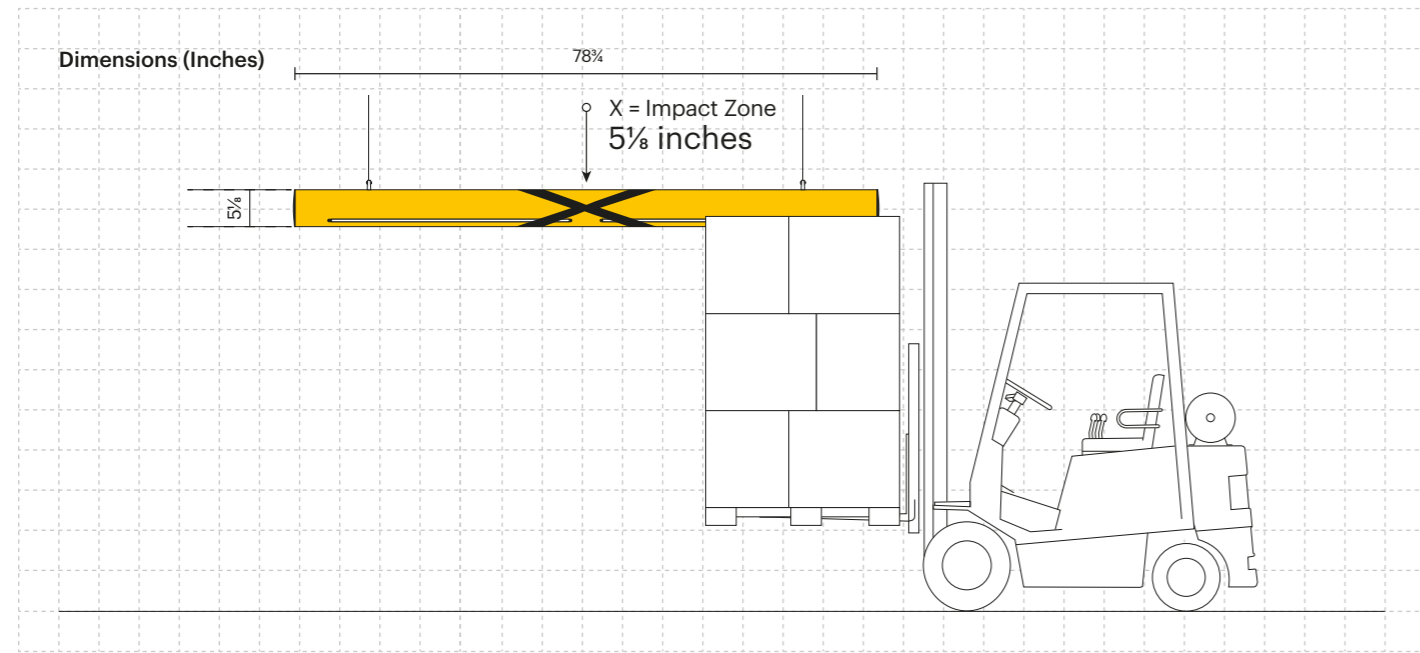 Dimensions (Inches)
78¾
X = Impact Zone
5⅛ inches
5⅛